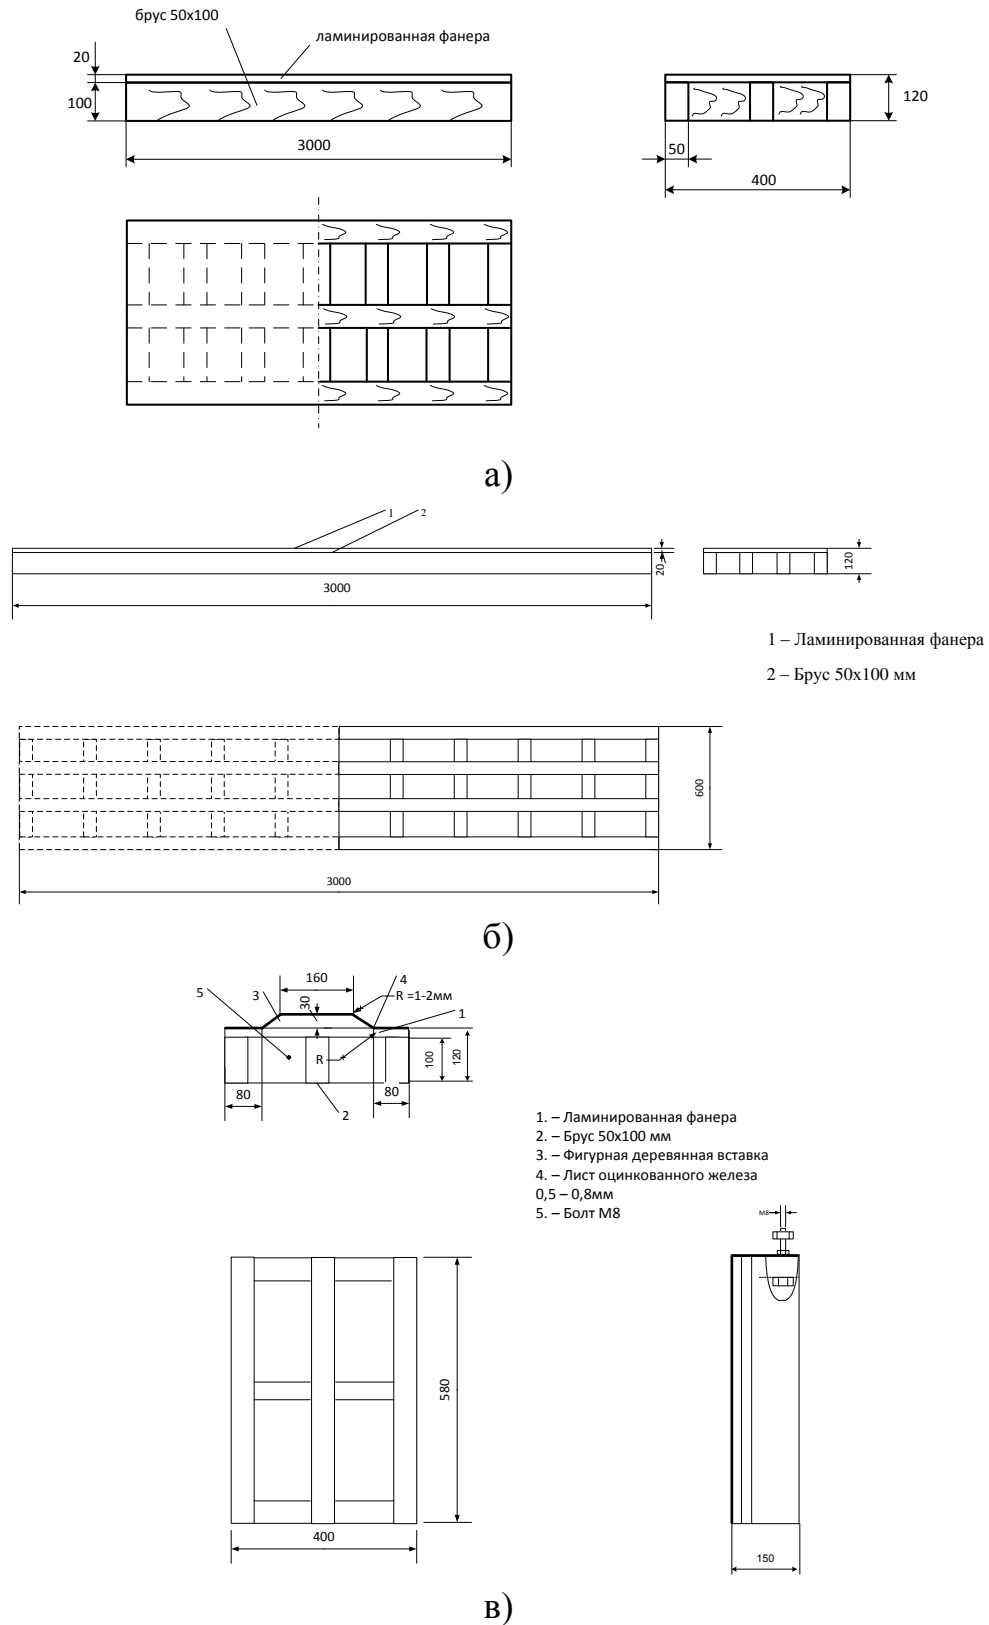 брус 50х100
ламинированная фанера
20
100
3000
120
50
400
а)
1
2
3000
20
120
1 – Ламинированная фанера
2 – Брус 50х100 мм
600
3000
б)
160
4
5
3
30
R =1-2мм
1
R
100
120
80
80
2
1. – Ламинированная фанера
2. – Брус 50х100 мм
3. – Фигурная деревянная вставка
4. – Лист оцинкованного железа
0,5 – 0,8мм
5. – Болт М8
М8
580
400
150
в)